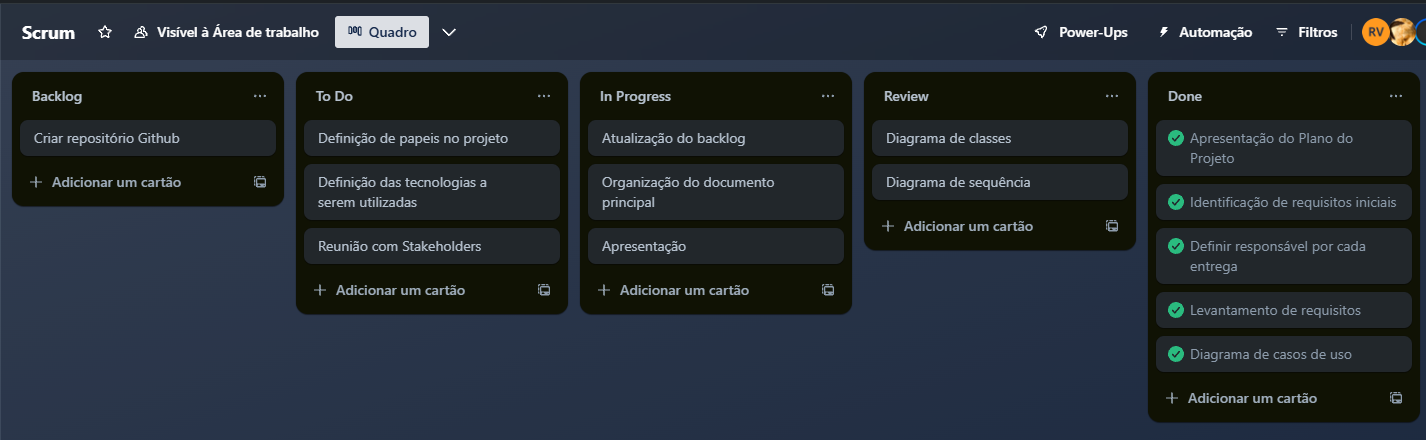 Scrum
Visível à Área de trabalho
Quadro
Power-Ups
Automação
Filtros
RV
Backlog
Criar repositório Github
Adicionar um cartão
To Do
Definição de papeis no projeto
Definição das tecnologias a
serem utilizadas
Reunião com Stakeholders
Adicionar um cartão
In Progress
Atualização do backlog
Organização do documento
principal
Apresentação
Adicionar um cartão
Review
Diagrama de classes
Diagrama de sequência
Adicionar um cartão
Done
Apresentação do Plano do
Projeto
Identificação de requisitos iniciais
Definir responsável por cada
entrega
Levantamento de requisitos
Diagrama de casos de uso
Adicionar um cartão